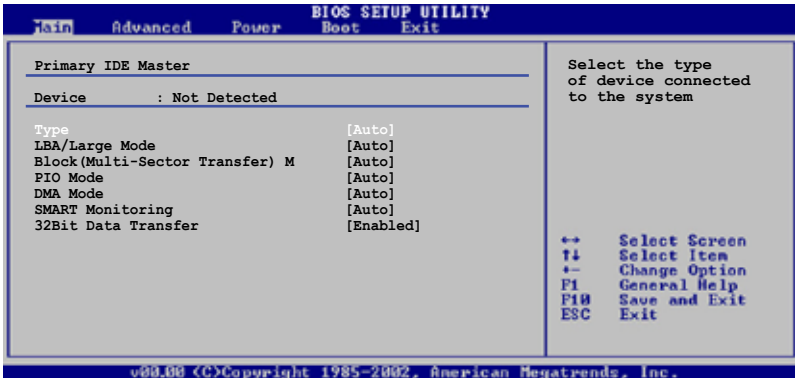 BIOS SETUP UTILITY
Main Advanced Power Boot Exit
Primary IDE Master
Device : Not Detected
Type [Auto]
LBA/Large Mode [Auto]
Block(Multi-Sector Transfer) M [Auto]
PIO Mode [Auto]
DMA Mode [Auto]
SMART Monitoring [Auto]
32Bit Data Transfer [Enabled]
Select the type
of device connected
to the system
↔ Select Screen
↑↓ Select Item
+- Change Option
F1 General Help
F10 Save and Exit
ESC Exit
v00.00 (C)Copyright 1985-2002, American Megatrends, Inc.